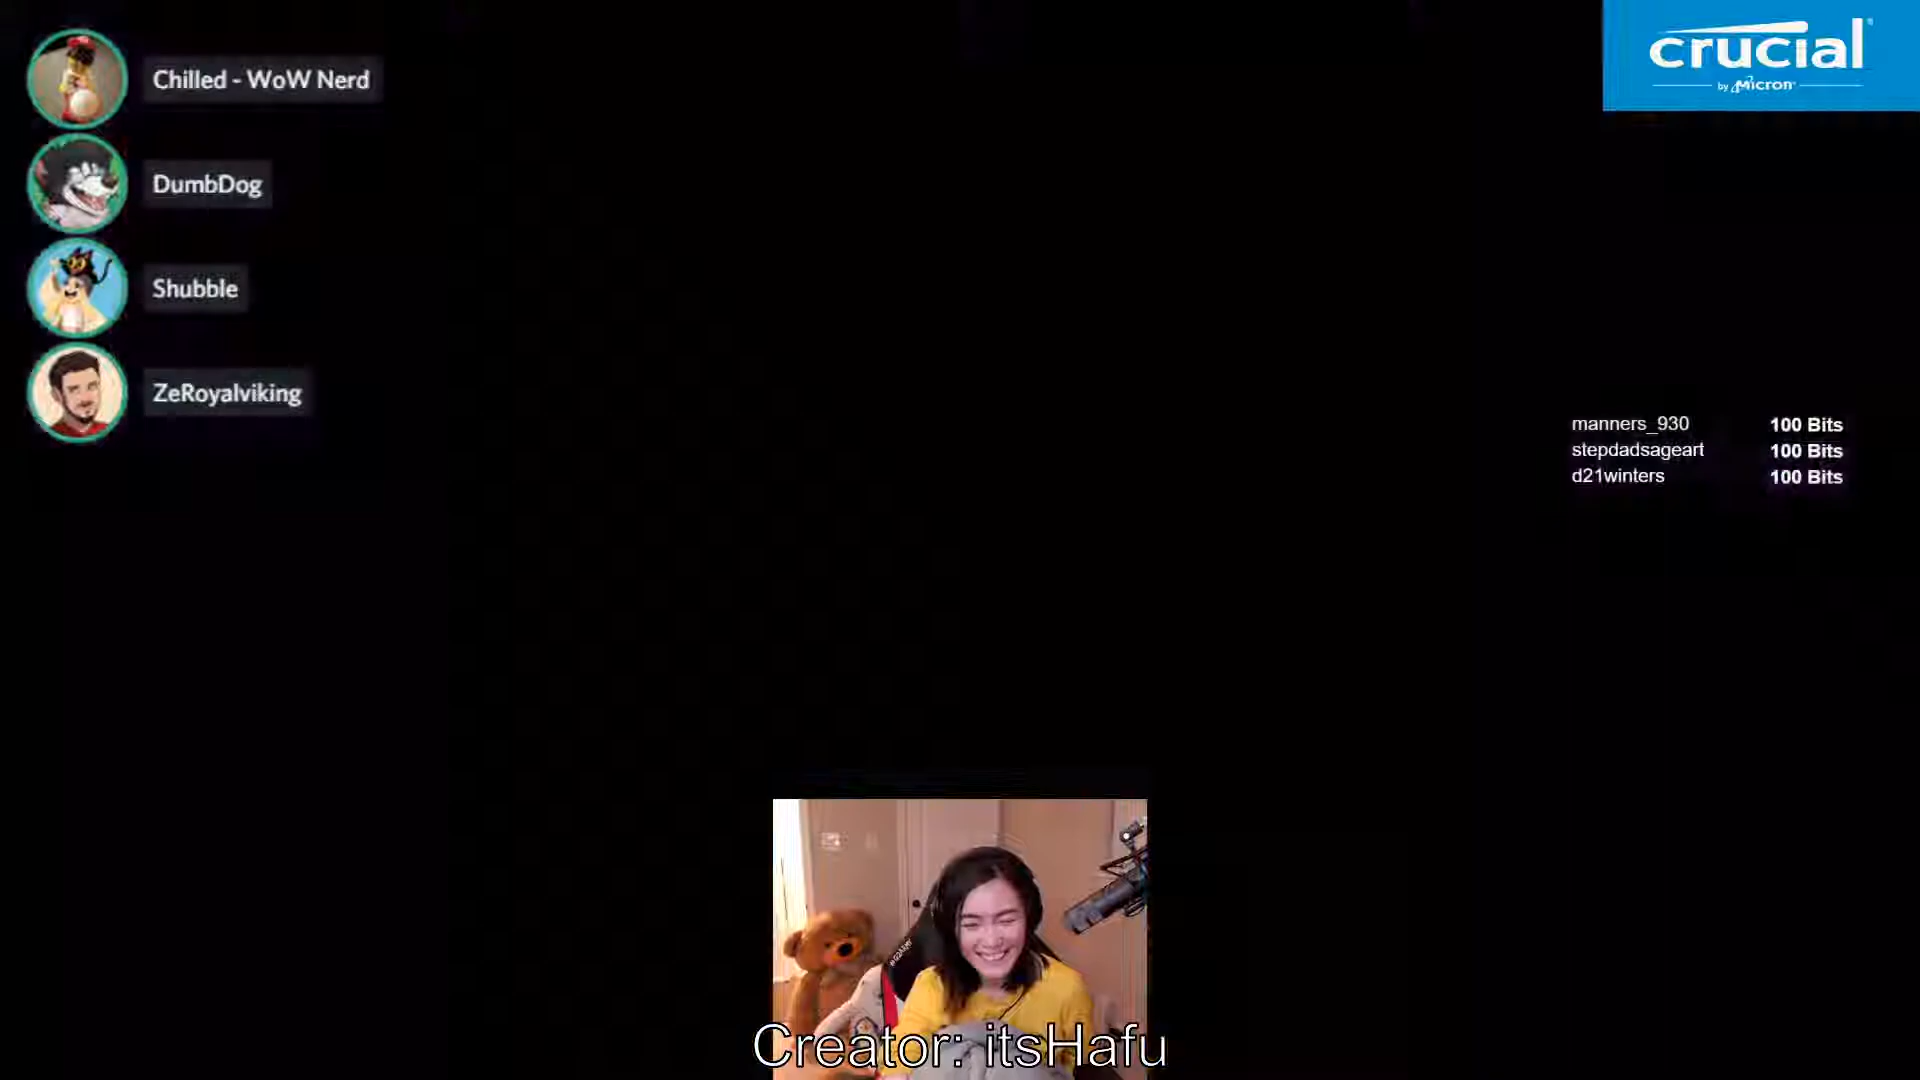 Chilled - WoW Nerd
DumbDog
Shubble
ZeRoyalviking
crucial
by Micron
manners_930 100 Bits
stepdadsageart 100 Bits
d21winters 100 Bits
Creator: itsHafu